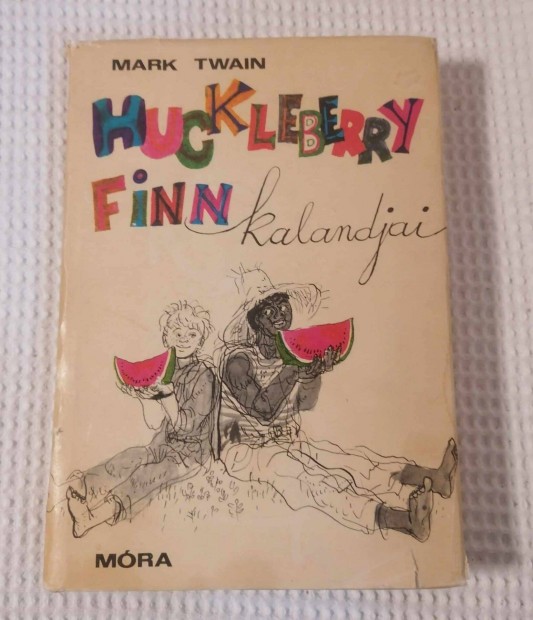 MARK TWAIN
HUCKLEBERRY
FiNN kalandjai
MÓRA